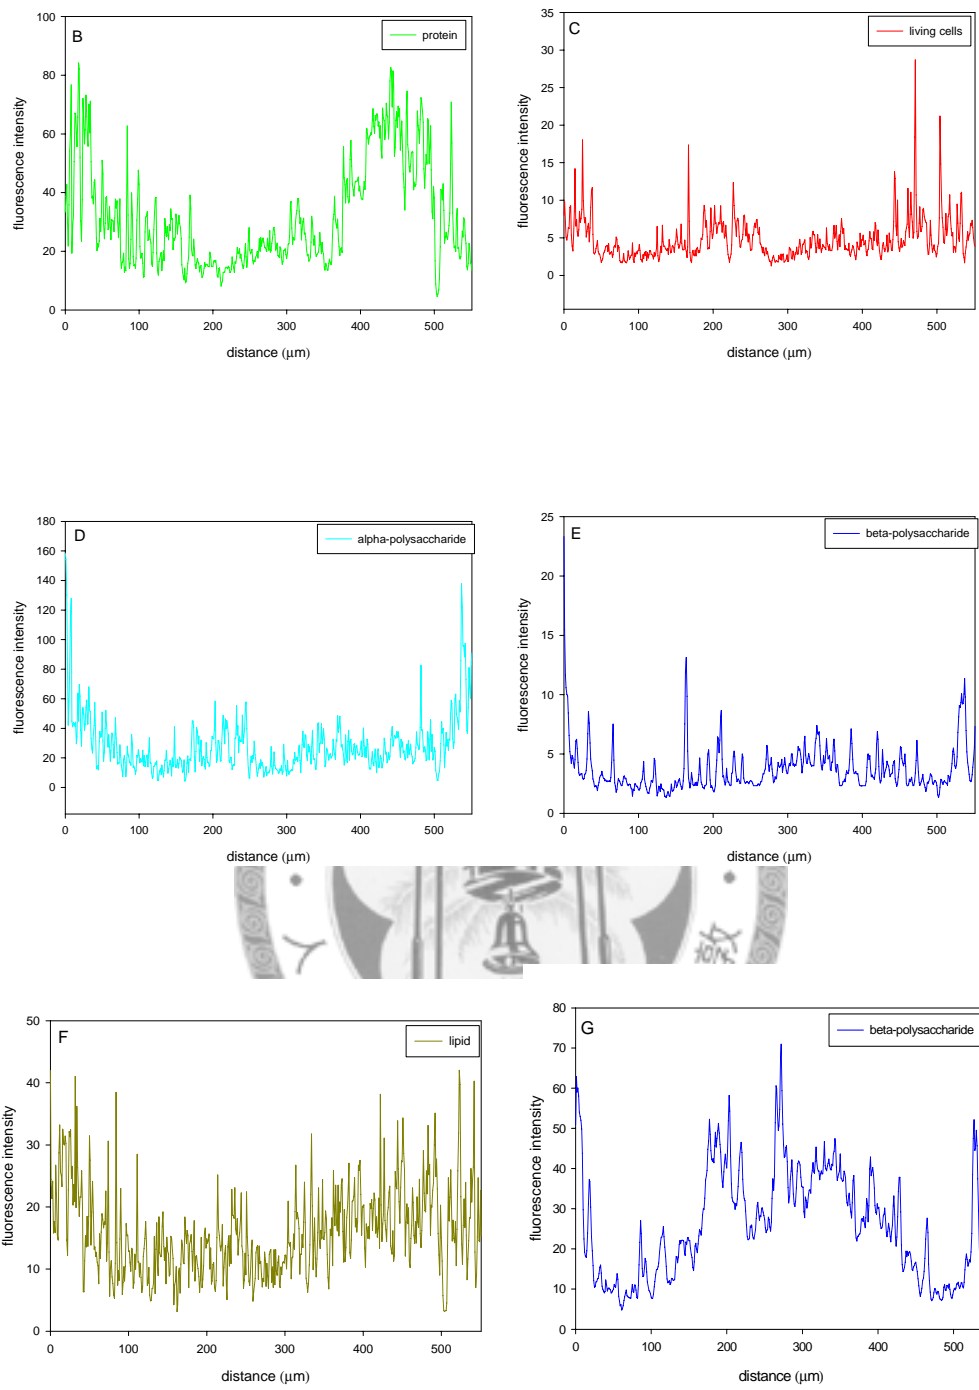 B
protein
fluorescence intensity
100
80
60
40
20
0
0 100 200 300 400 500
distance (μm)
C
living cells
fluorescence intensity
35
30
25
20
15
10
5
0
0 100 200 300 400 500
distance (μm)
D
alpha-polysaccharide
fluorescence intensity
180
160
140
120
100
80
60
40
20
0
0 100 200 300 400 500
distance (μm)
E
beta-polysaccharide
fluorescence intensity
25
20
15
10
5
0
0 100 200 300 400 500
distance (μm)
F
lipid
fluorescence intensity
50
40
30
20
10
0
0 100 200 300 400 500
distance (μm)
G
beta-polysaccharide
fluorescence intensity
80
70
60
50
40
30
20
10
0
0 100 200 300 400 500
distance (μm)